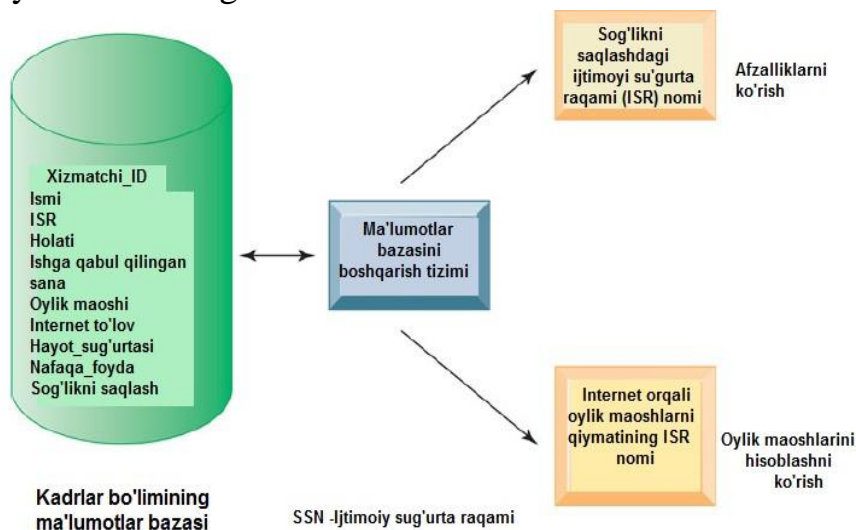 Xizmatchi_ID
Ismi
ISR
Holati
Ishga qabul qilingan
sana
Oylik maoshi
Internet to'lov
Hayot_sug'urtasi
Nafaqa_foyda
Sog'likni saqlash
Kadrlar bo'limining
ma'lumotlar bazasi
Ma'lumotlar
bazasini
boshqarish tizimi
Sog'likni
saqlashdagi
ijtimoyi su'gurta
raqami (ISR) nomi
Afzalliklarni
ko'rish
Internet orqali
oylik maoshlarni
qiymatining ISR
nomi
Oylik maoshlarini
hisoblashni
ko'rish
SSN -Ijtimoiy sug'urta raqami